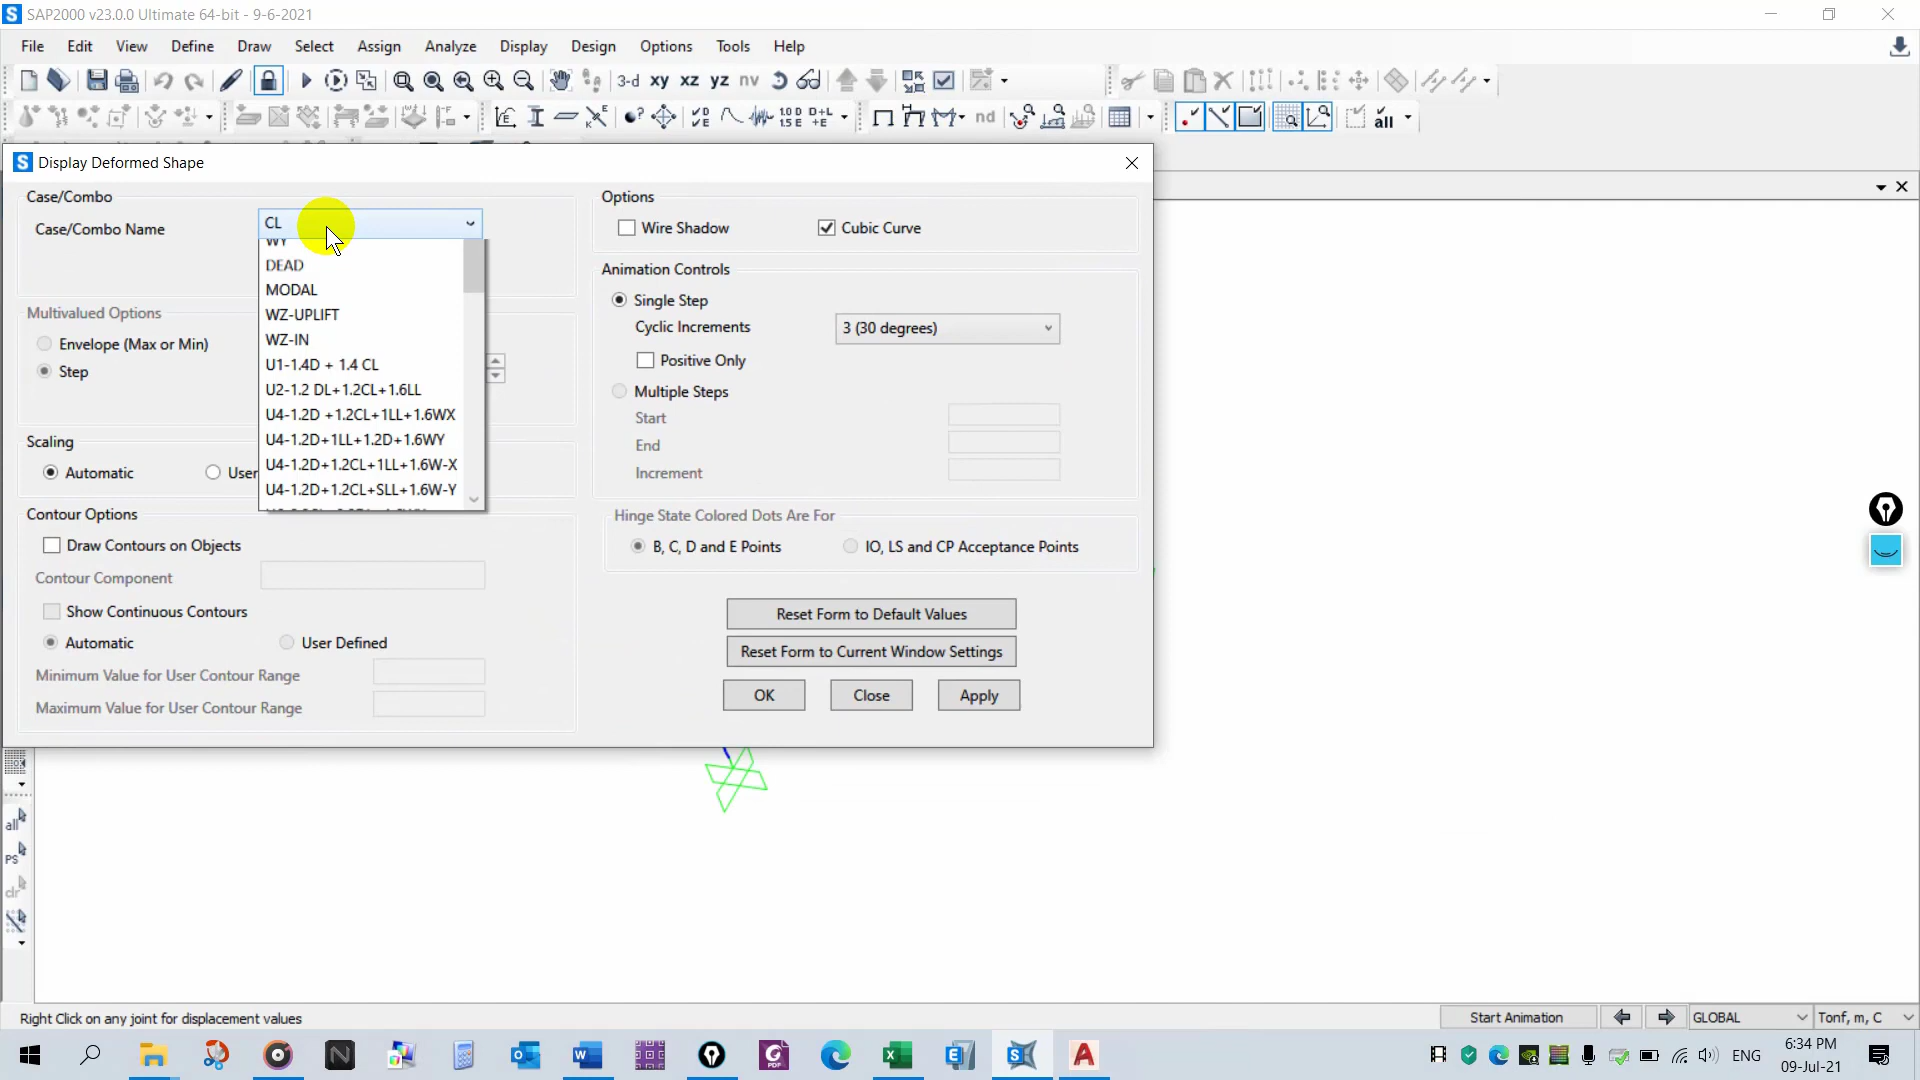 SAP2000 v23.0.0 Ultimate 64-bit - 9-6-2021
File Edit View Define Draw Select Assign Analyze Display Design Options Tools Help
3-d xy xz yz nv
nd
all
Display Deformed Shape
Case/Combo
Case/Combo Name
CL
WY
DEAD
MODAL
WZ-UPLIFT
WZ-IN
U1-1.4D + 1.4 CL
U2-1.2 DL+1.2CL+1.6LL
U4-1.2D +1.2CL+1LL+1.6WX
U4-1.2D+1LL+1.2D+1.6WY
U4-1.2D+1.2CL+1LL+1.6W-X
U4-1.2D+1.2CL+SLL+1.6W-Y
Multivalued Options
Envelope (Max or Min)
Step
Scaling
Automatic
User
Contour Options
Draw Contours on Objects
Contour Component
Show Continuous Contours
Automatic
User Defined
Minimum Value for User Contour Range
Maximum Value for User Contour Range
Options
Wire Shadow
Cubic Curve
Animation Controls
Single Step
Cyclic Increments
3 (30 degrees)
Positive Only
Multiple Steps
Start
End
Increment
Hinge State Colored Dots Are For
B, C, D and E Points
IO, LS and CP Acceptance Points
Reset Form to Default Values
Reset Form to Current Window Settings
OK
Close
Apply
all
PS
clr
Right Click on any joint for displacement values
Start Animation
GLOBAL
Tonf, m, C
ENG
6:34 PM
09-Jul-21